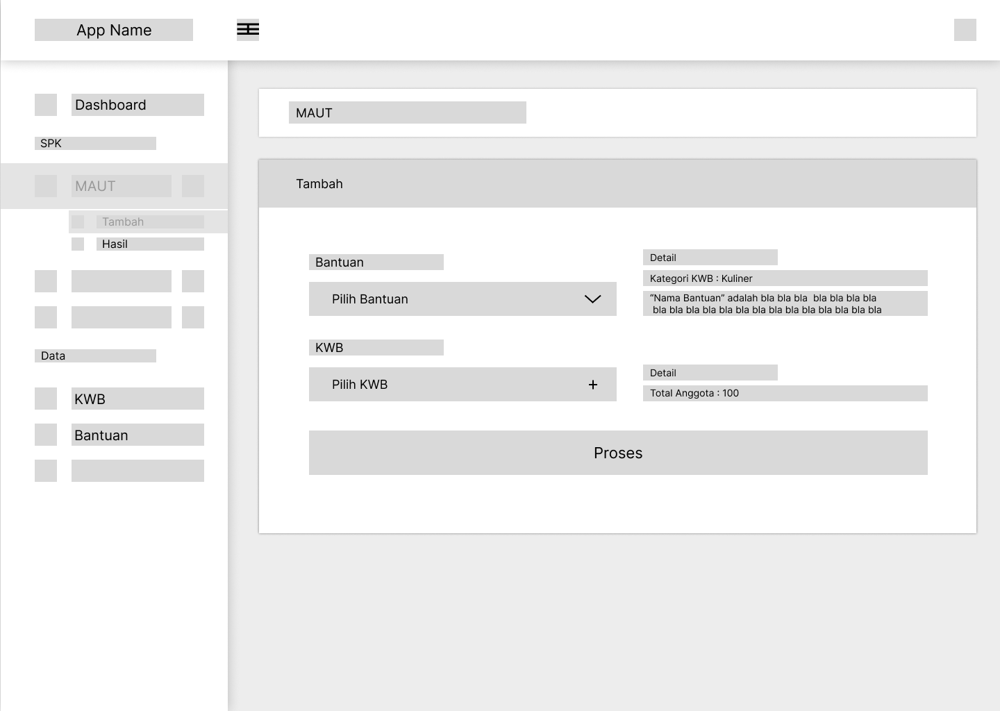 App Name
Dashboard
SPK
MAUT
Tambah
Hasil
Data
KWB
Bantuan
MAUT
Tambah
Bantuan
Pilih Bantuan
Detail
Kategori KWB : Kuliner
“Nama Bantuan” adalah bla bla bla  bla bla bla bla
bla bla bla bla bla bla bla bla bla bla bla bla bla bla
KWB
Pilih KWB
+
Detail
Total Anggota : 100
Proses